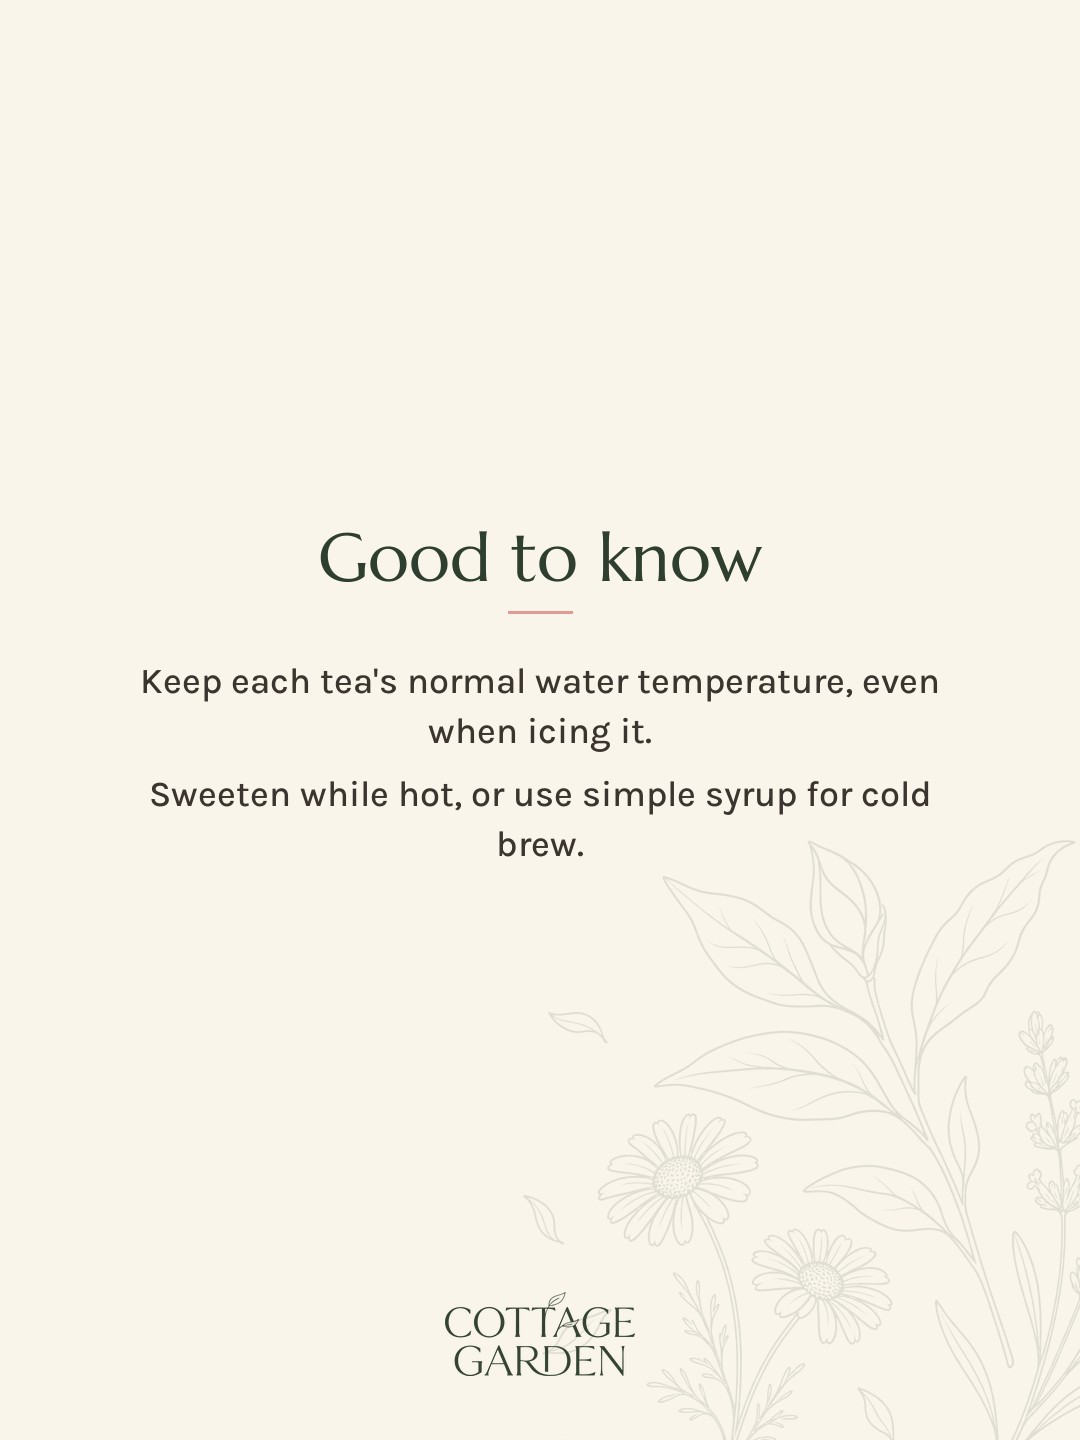 Good to know
Keep each tea's normal water temperature, even
when icing it.
Sweeten while hot, or use simple syrup for cold
brew.
COTTAGE
GARDEN